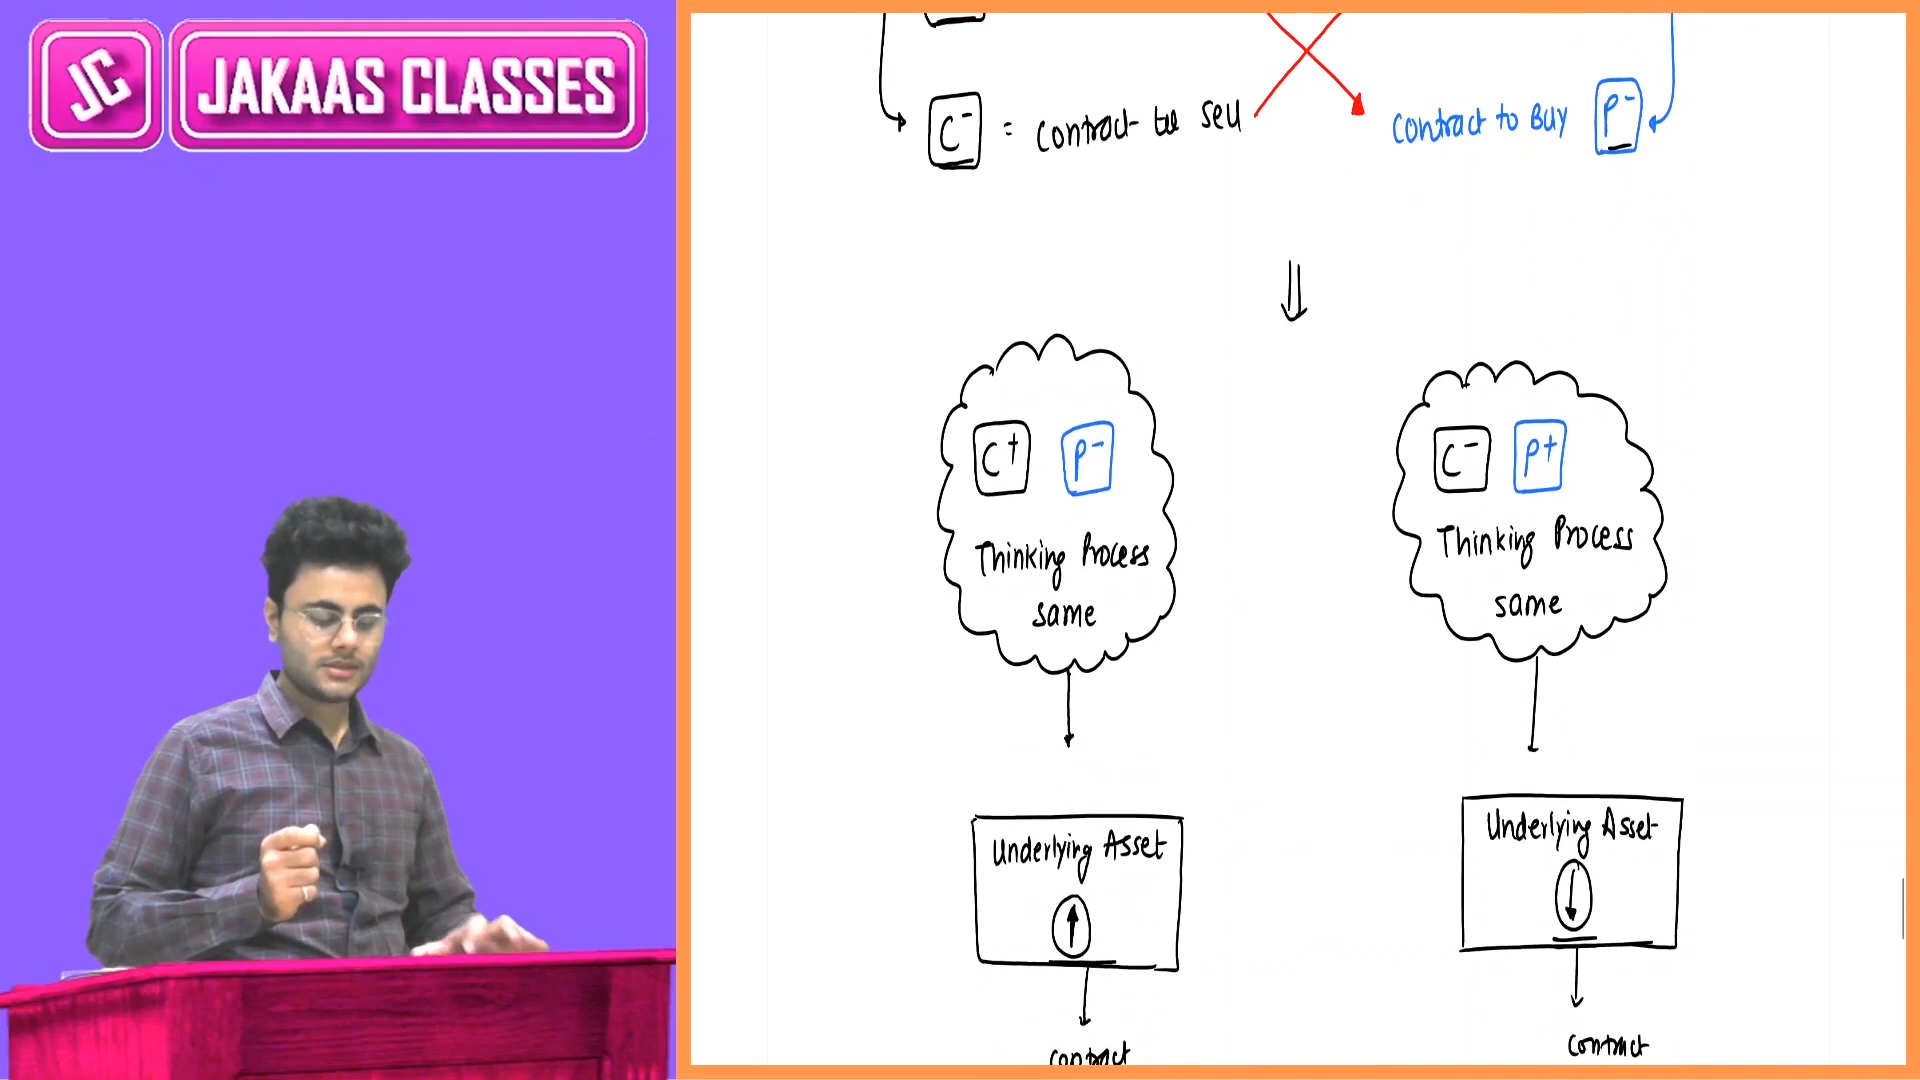 JC JAKAAS CLASSES
C⁻ = contract to sell
contract to Buy P⁻
C⁺ P⁻
Thinking Process
same
C⁻ P⁺
Thinking Process
same
Underlying Asset
↑
Underlying Asset
↓
contract
contract